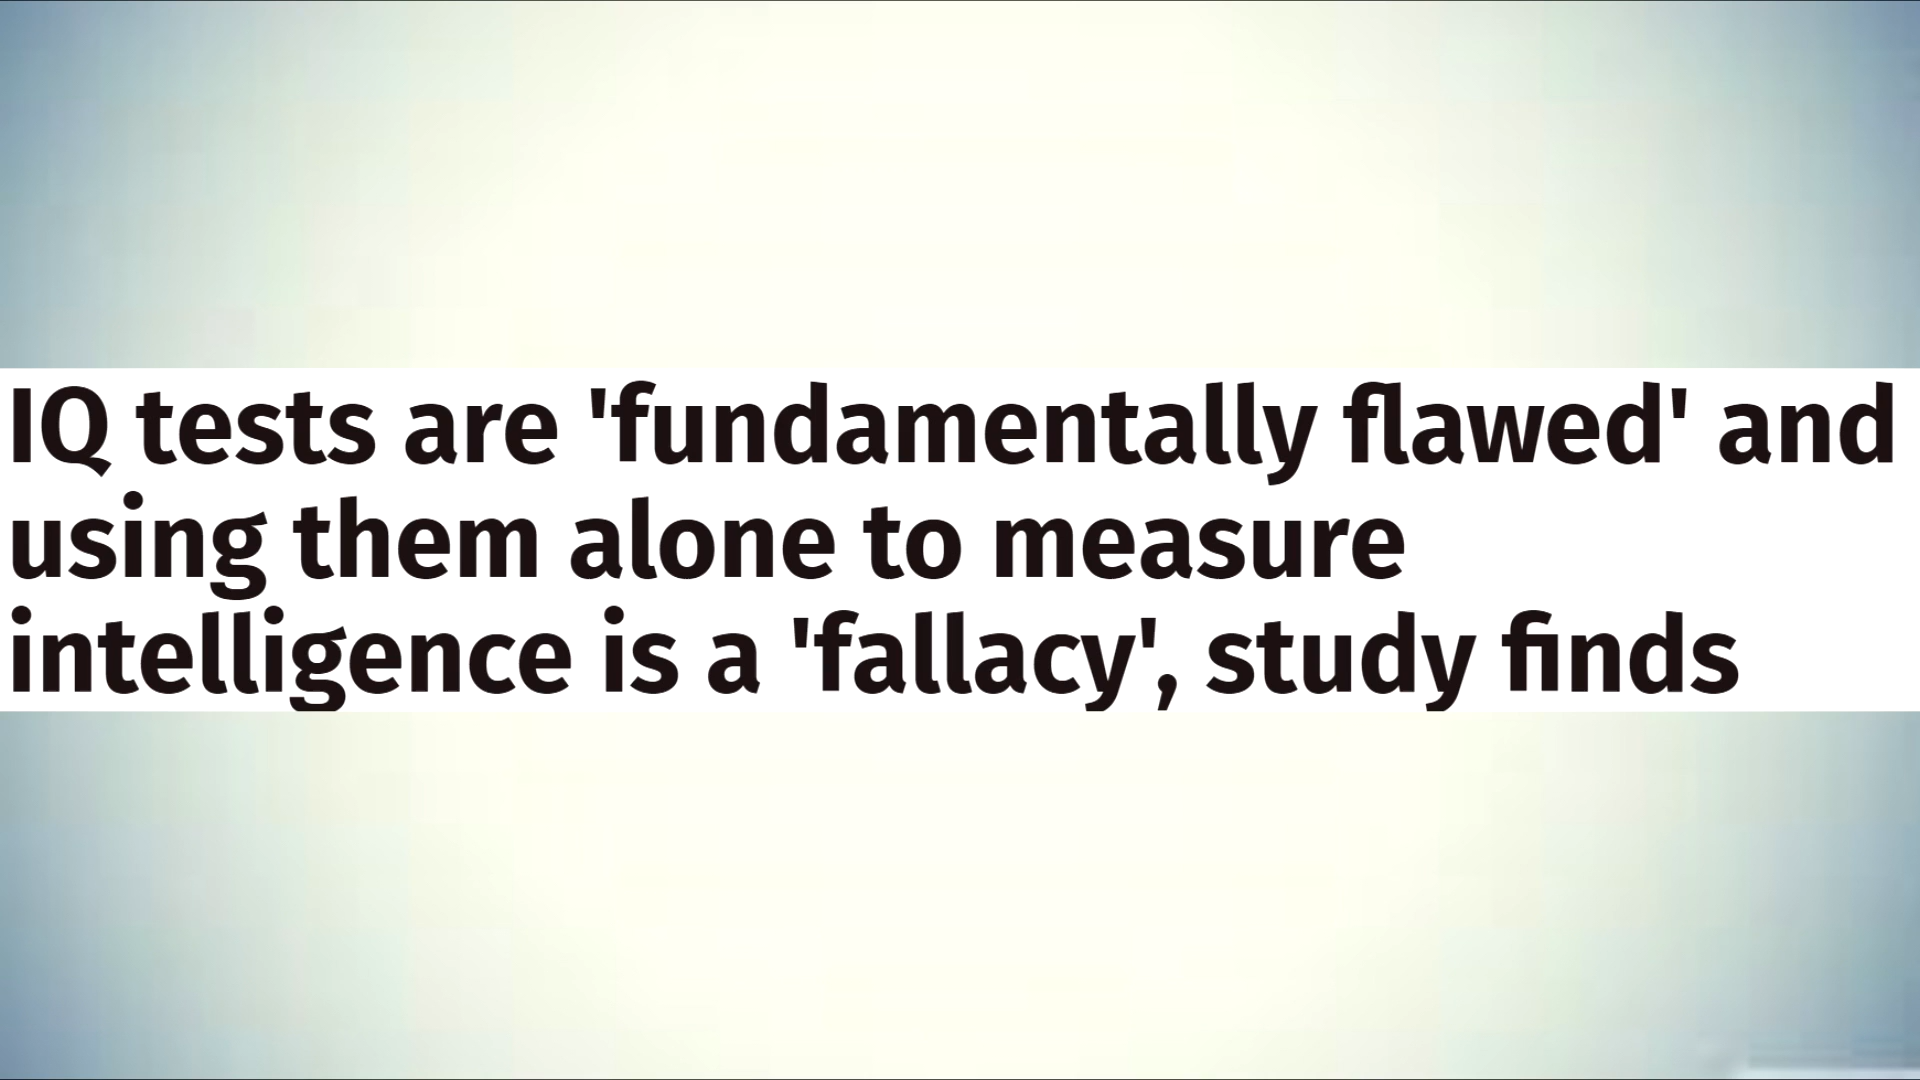 IQ tests are 'fundamentally flawed' and
using them alone to measure
intelligence is a 'fallacy', study finds